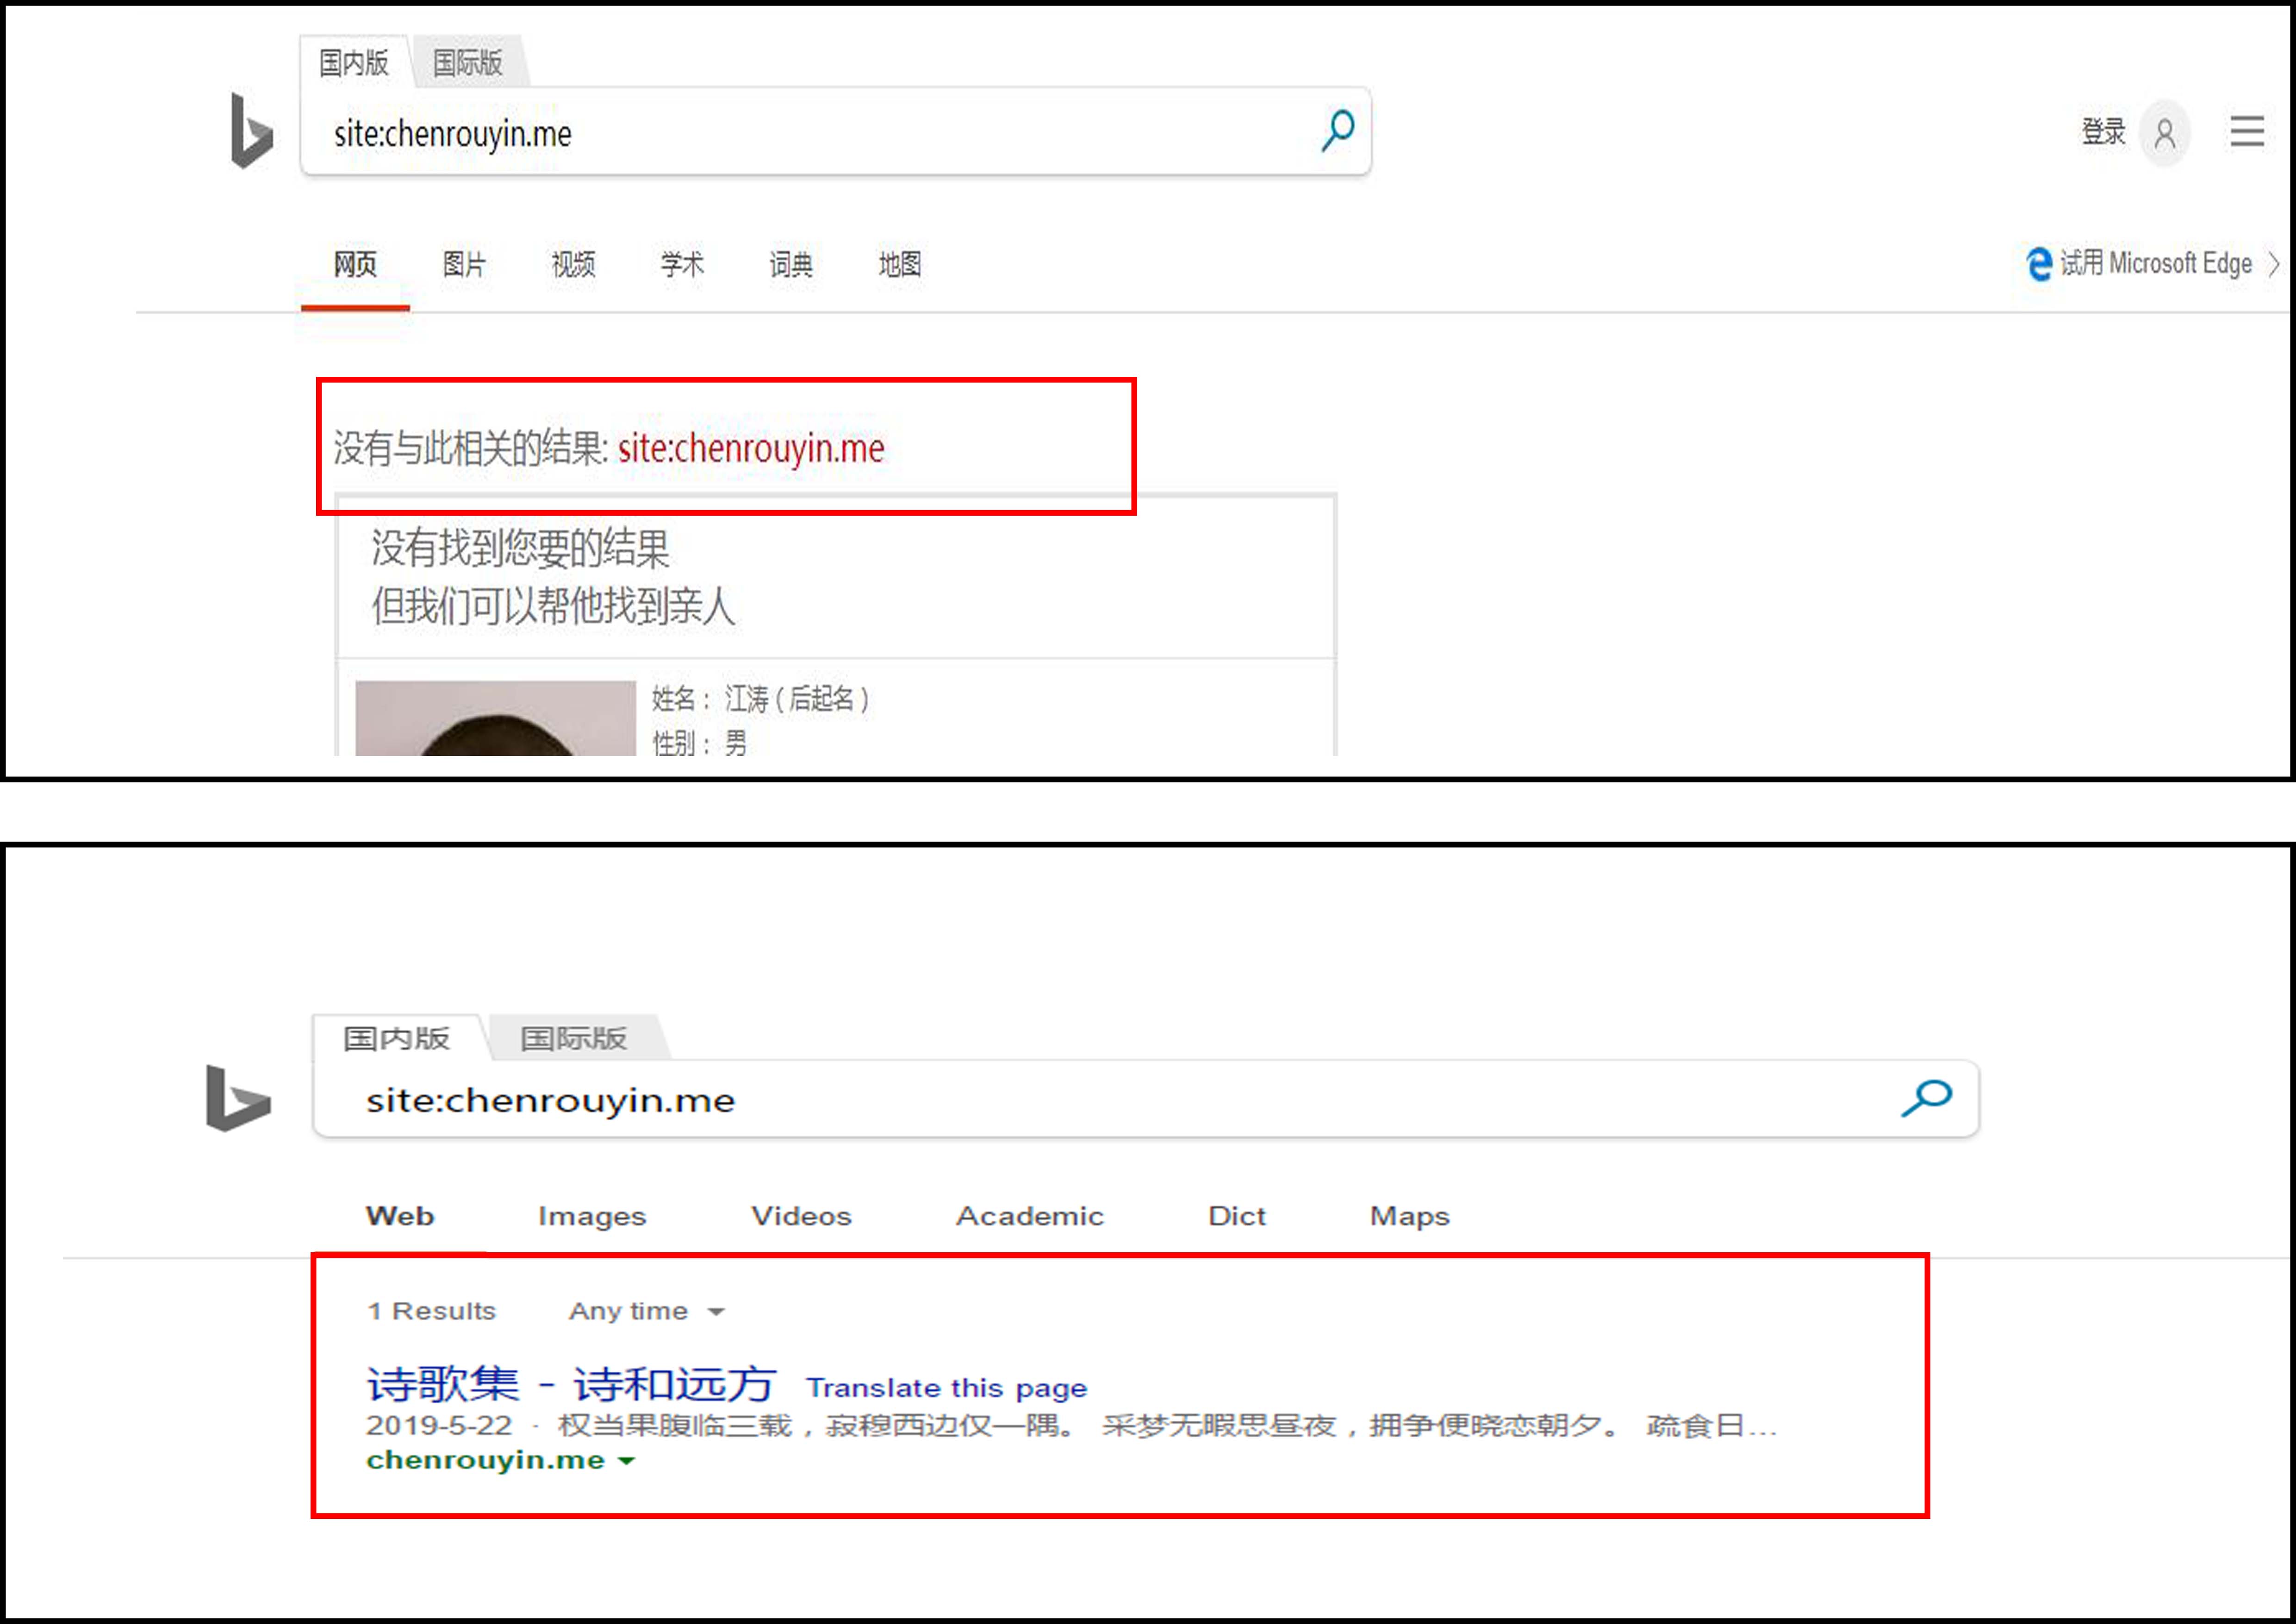 国内版 国际版
site:chenrouyin.me
登录
网页 图片 视频 学术 词典 地图
试用 Microsoft Edge
没有与此相关的结果: site:chenrouyin.me
没有找到您要的结果
但我们可以帮他找到亲人
姓名： 江涛（后起名）
性别： 男
国内版 国际版
site:chenrouyin.me
Web Images Videos Academic Dict Maps
1 Results Any time
诗歌集 - 诗和远方 Translate this page
2019-5-22 · 权当果腹临三载，寂穆西边仅一隅。 采梦无暇思昼夜，拥争便晓恋朝夕。 疏食日...
chenrouyin.me